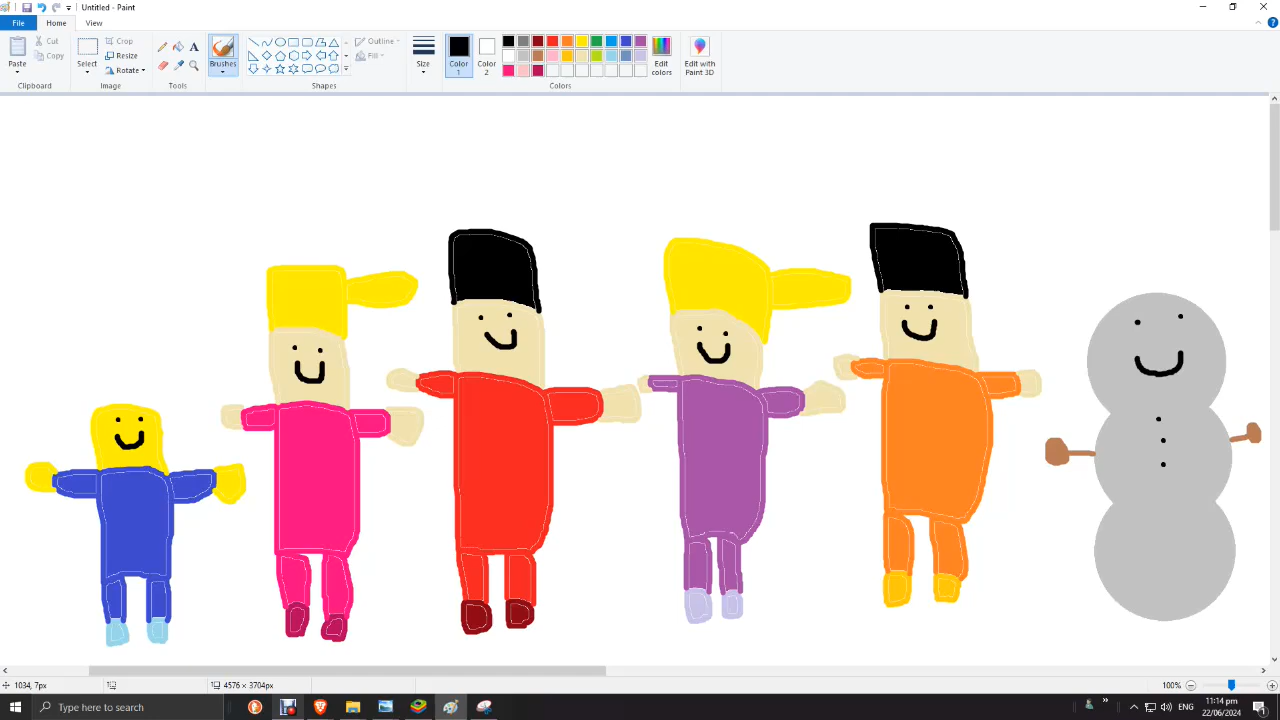 Untitled - Paint
File
Home
View
Paste
Cut
Copy
Clipboard
Select
Crop
Resize
Rotate
Image
A
Tools
Brushes
Outline
Fill
Shapes
Size
Color 1
Color 2
Edit colors
Colors
Edit with Paint 3D
1034, 7px
4576 × 3704px
100%
Type here to search
ENG
11:14 pm
22/06/2024
1